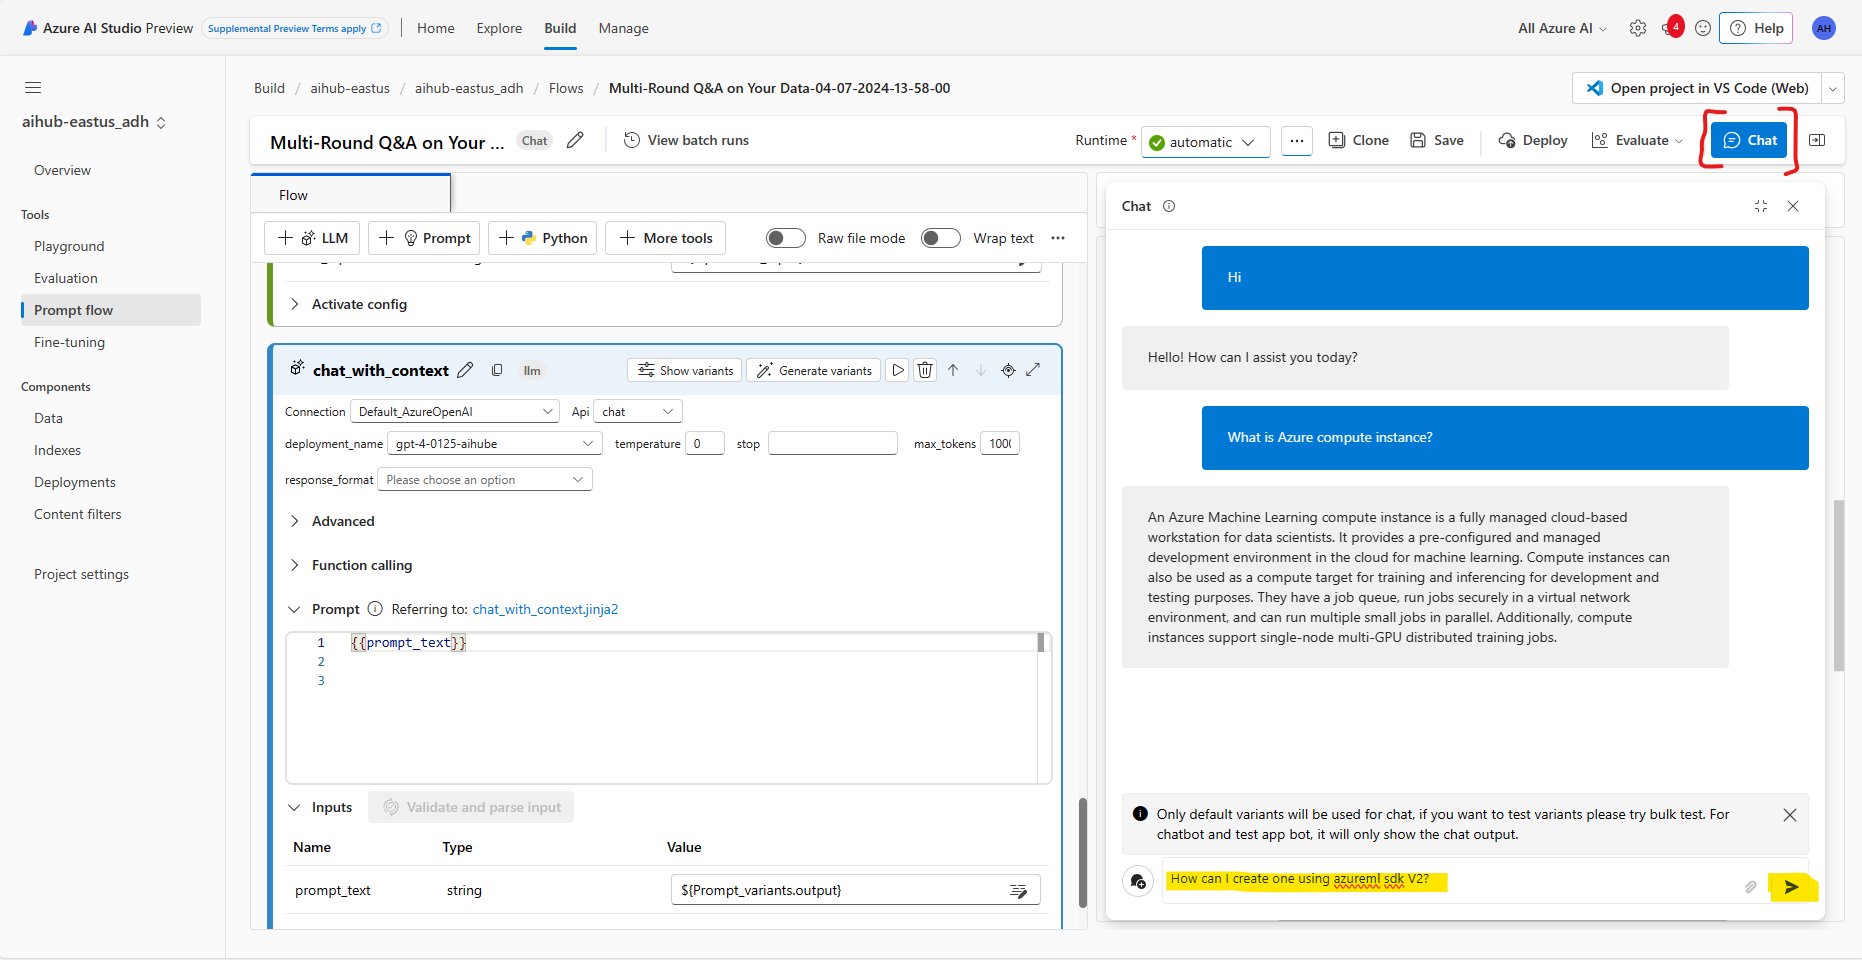 Azure AI Studio Preview
Supplemental Preview Terms apply
Home
Explore
Build
Manage
All Azure AI
4
Help
AH
aihub-eastus_adh
Overview
Tools
Playground
Evaluation
Prompt flow
Fine-tuning
Components
Data
Indexes
Deployments
Content filters
Project settings
Build / aihub-eastus / aihub-eastus_adh / Flows / Multi-Round Q&A on Your Data-04-07-2024-13-58-00
Open project in VS Code (Web)
Multi-Round Q&A on Your ...
Chat
View batch runs
Runtime *
automatic
Clone
Save
Deploy
Evaluate
Chat
Flow
LLM
Prompt
Python
More tools
Raw file mode
Wrap text
Activate config
chat_with_context
llm
Show variants
Generate variants
Connection
Default_AzureOpenAI
Api
chat
deployment_name
gpt-4-0125-aihube
temperature
0
stop
max_tokens
response_format
Please choose an option
Advanced
Function calling
Prompt
Referring to: chat_with_context.jinja2
1 {{prompt_text}}
2
3
Inputs
Validate and parse input
Name Type Value
prompt_text string ${Prompt_variants.output}
Chat
Hi
Hello! How can I assist you today?
What is Azure compute instance?
An Azure Machine Learning compute instance is a fully managed cloud-based
workstation for data scientists. It provides a pre-configured and managed
development environment in the cloud for machine learning. Compute instances can
also be used as a compute target for training and inferencing for development and
testing purposes. They have a job queue, run jobs securely in a virtual network
environment, and can run multiple small jobs in parallel. Additionally, compute
instances support single-node multi-GPU distributed training jobs.
Only default variants will be used for chat, if you want to test variants please try bulk test. For
chatbot and test app bot, it will only show the chat output.
How can I create one using azureml sdk V2?